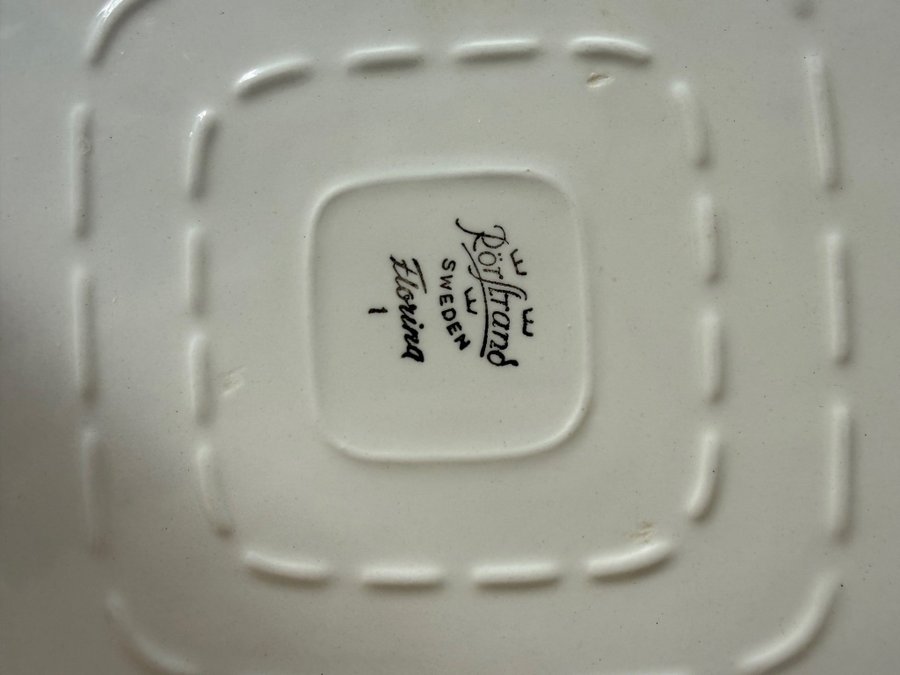 Rörstrand
SWEDEN
Florina
1